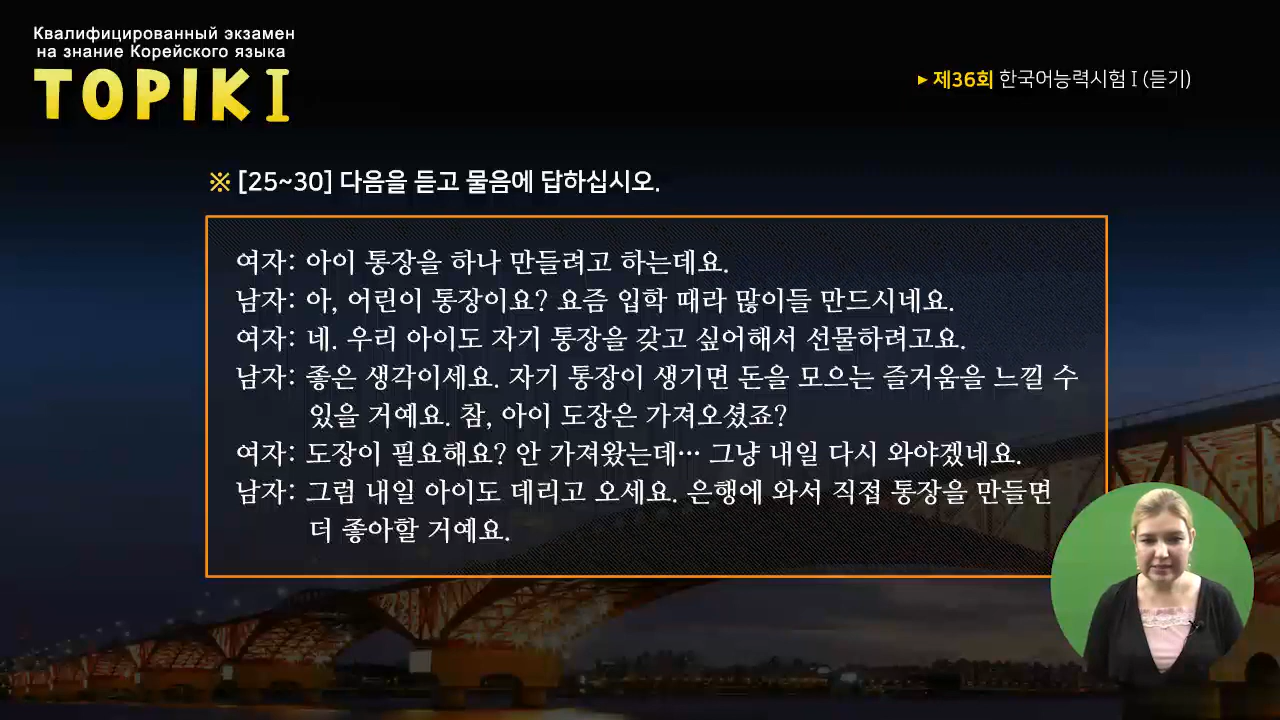 Квалифицированный экзамен
на знание Корейского языка
TOPIK I
▶ 제36회 한국어능력시험 I (듣기)
※ [25~30] 다음을 듣고 물음에 답하십시오.
여자: 아이 통장을 하나 만들려고 하는데요.
남자: 아, 어린이 통장이요? 요즘 입학 때라 많이들 만드시네요.
여자: 네. 우리 아이도 자기 통장을 갖고 싶어해서 선물하려고요.
남자: 좋은 생각이세요. 자기 통장이 생기면 돈을 모으는 즐거움을 느낄 수
있을 거예요. 참, 아이 도장은 가져오셨죠?
여자: 도장이 필요해요? 안 가져왔는데… 그냥 내일 다시 와야겠네요.
남자: 그럼 내일 아이도 데리고 오세요. 은행에 와서 직접 통장을 만들면
더 좋아할 거예요.